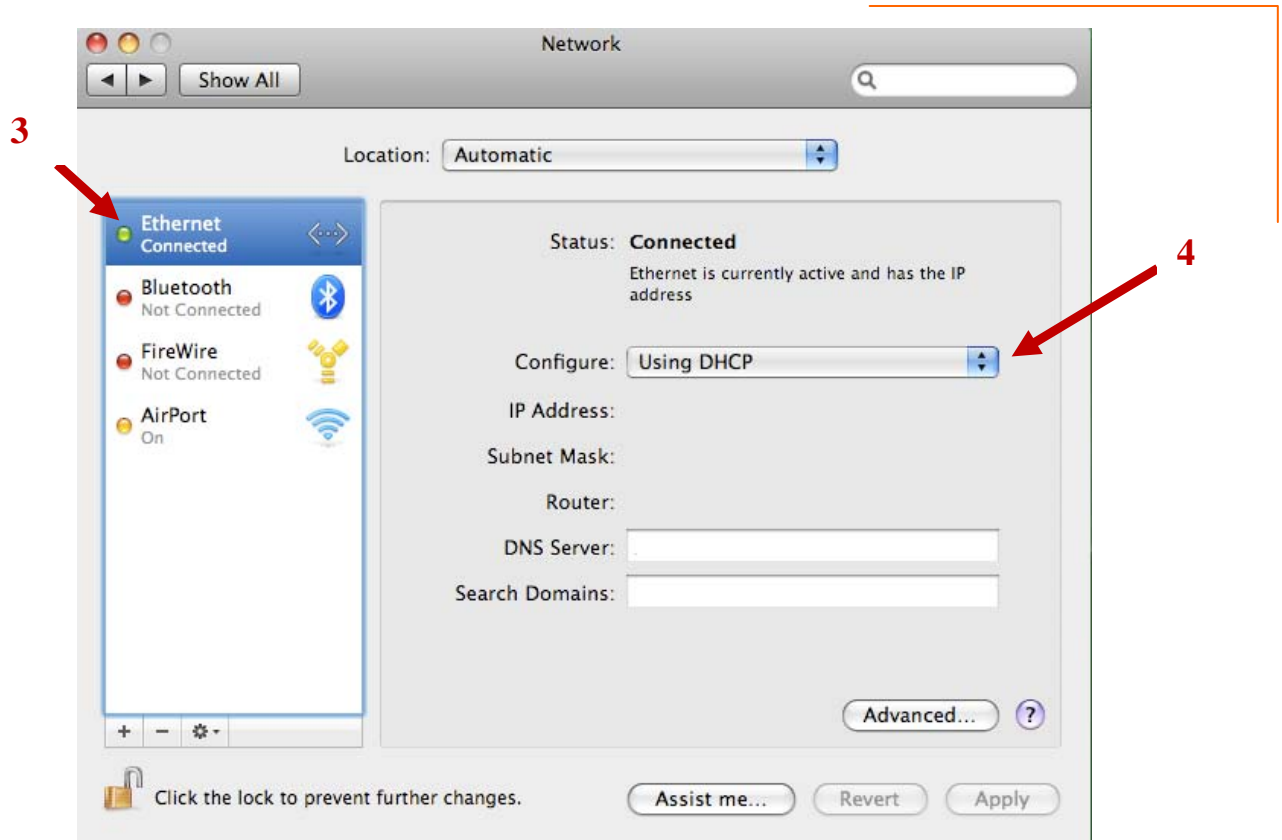 Network
Show All
3
Location: Automatic
Ethernet
Connected
Status: Connected
Ethernet is currently active and has the IP
address
4
Bluetooth
Not Connected
FireWire
Not Connected
Configure: Using DHCP
AirPort
On
IP Address:
Subnet Mask:
Router:
DNS Server:
Search Domains:
Advanced... ?
+ −
Click the lock to prevent further changes.
Assist me... Revert Apply